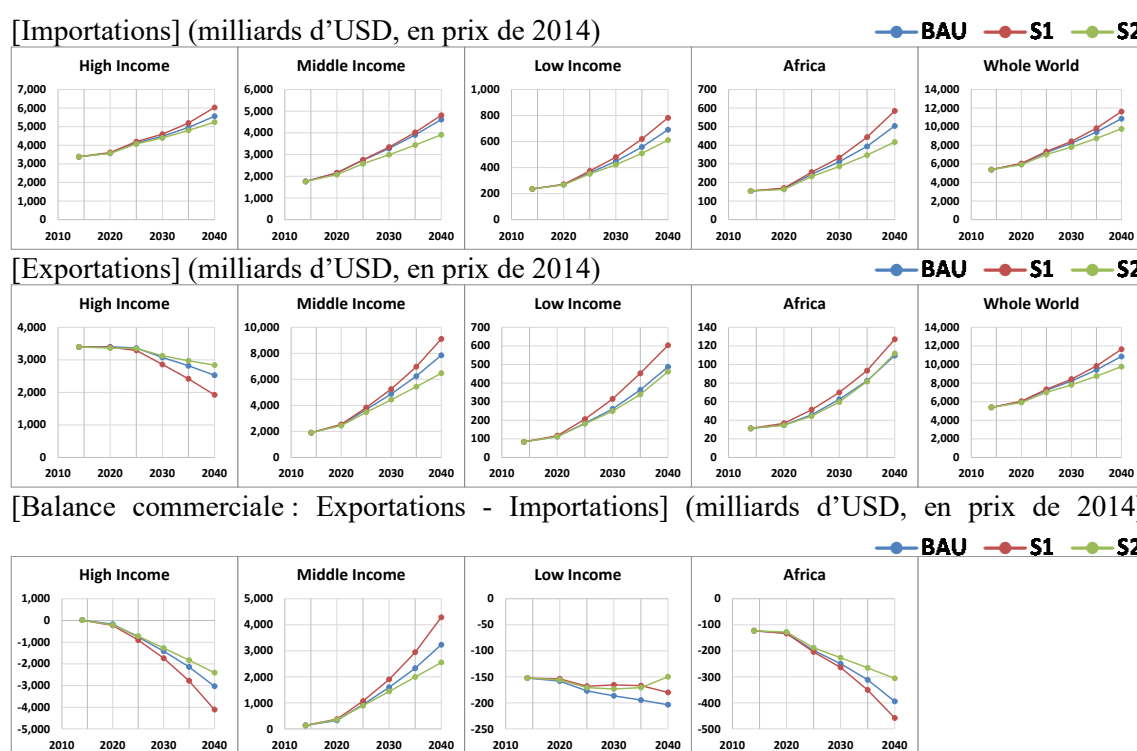 [Importations] (milliards d’USD, en prix de 2014)
BAU S1 S2
High Income Middle Income Low Income Africa Whole World
7,000 6,000 1,000 700 14,000
6,000 5,000 800 600 12,000
5,000 4,000 600 500 10,000
4,000 3,000 400 400 8,000
3,000 2,000 200 300 6,000
2,000 1,000 0 200 4,000
1,000 0 100 2,000
0 0 0
2010 2020 2030 2040 2010 2020 2030 2040 2010 2020 2030 2040 2010 2020 2030 2040 2010 2020 2030 2040
[Exportations] (milliards d’USD, en prix de 2014)
BAU S1 S2
High Income Middle Income Low Income Africa Whole World
4,000 10,000 700 140 14,000
3,000 8,000 600 120 12,000
2,000 6,000 500 100 10,000
1,000 4,000 400 80 8,000
0 2,000 300 60 6,000
0 200 40 4,000
100 20 2,000
0 0 0
2010 2020 2030 2040 2010 2020 2030 2040 2010 2020 2030 2040 2010 2020 2030 2040 2010 2020 2030 2040
[Balance commerciale : Exportations - Importations] (milliards d’USD, en prix de 2014]
BAU S1 S2
High Income Middle Income Low Income Africa
1,000 5,000 0 0
0 4,000 -50 -100
-1,000 3,000 -100 -200
-2,000 2,000 -150 -300
-3,000 1,000 -200 -400
-4,000 0 -250 -500
-5,000
2010 2020 2030 2040 2010 2020 2030 2040 2010 2020 2030 2040 2010 2020 2030 2040